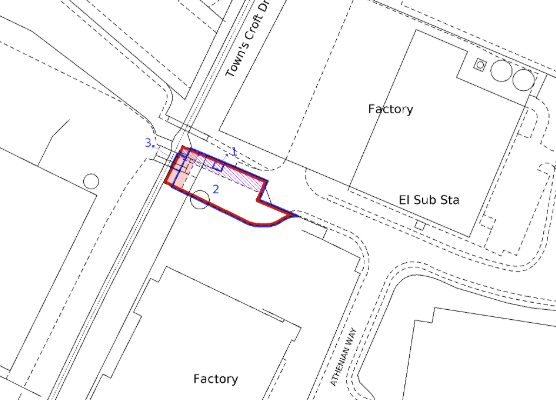 Town's Croft Dr
Factory
3
1
2
El Sub Sta
ATHENIAN WAY
Factory